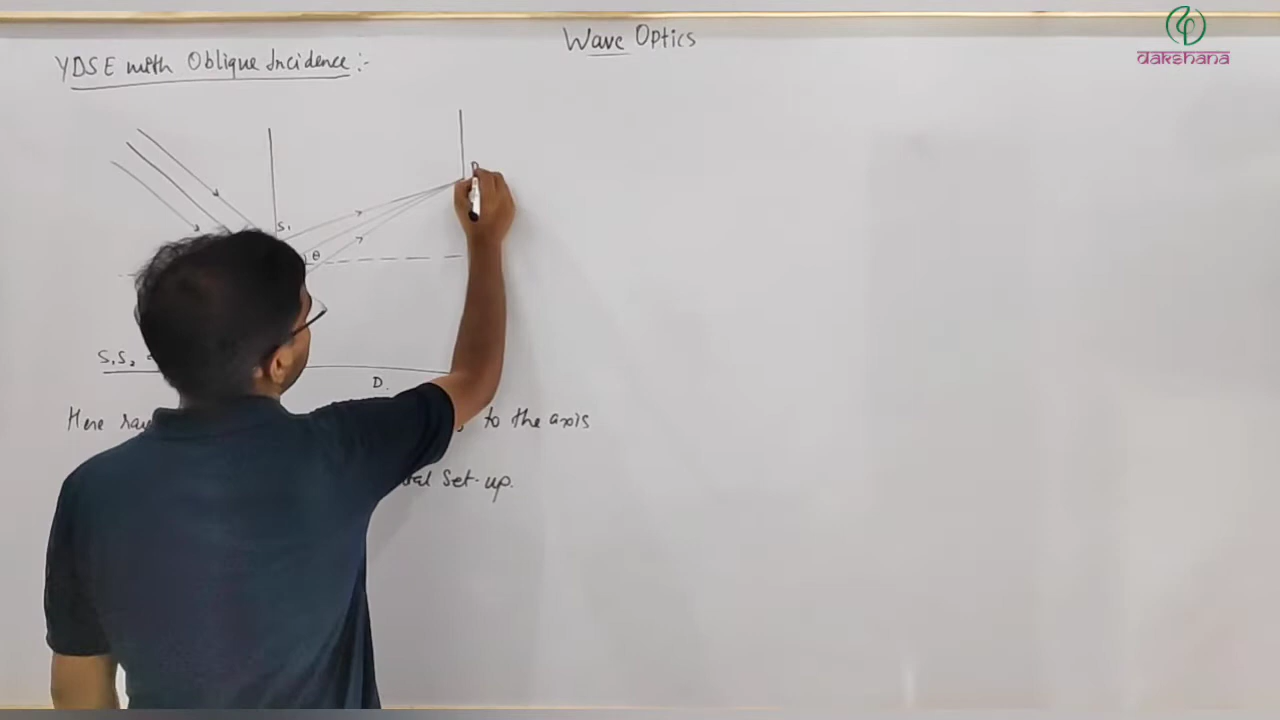 Wave Optics
dakshana
YDSE with Oblique Incidence :-
S₁
P
θ
S₁S₂
D.
Here to the axis
Set-up.